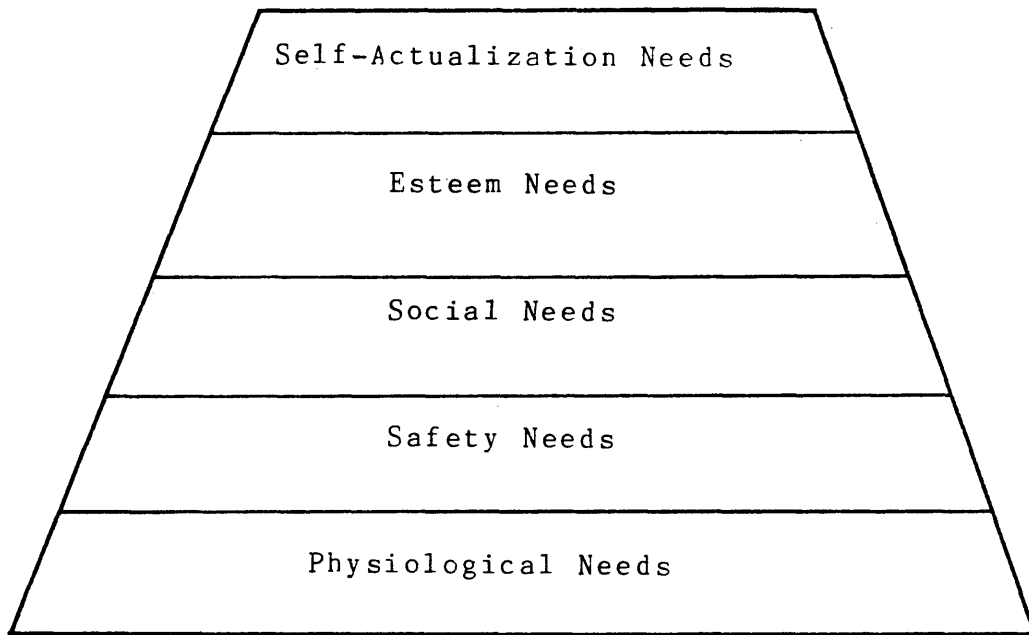 Self-Actualization Needs
Esteem Needs
Social Needs
Safety Needs
Physiological Needs